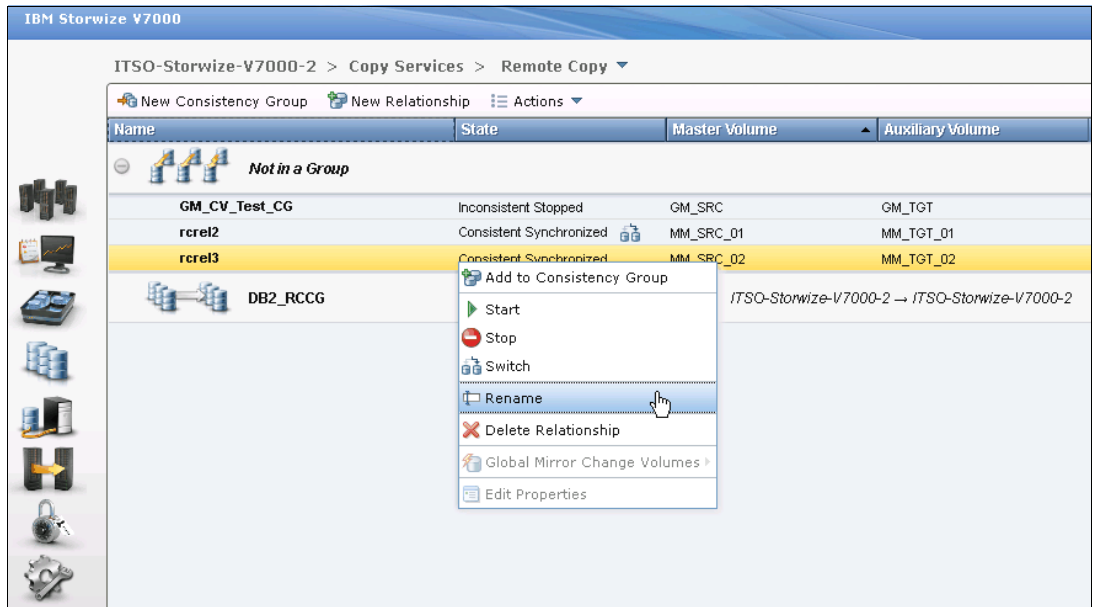 IBM Storwize V7000
ITSO-Storwize-V7000-2 > Copy Services > Remote Copy
New Consistency Group New Relationship Actions
Name State Master Volume Auxiliary Volume
Not in a Group
GM_CV_Test_CG Inconsistent Stopped GM_SRC GM_TGT
rcrel2 Consistent Synchronized MM_SRC_01 MM_TGT_01
rcrel3 Consistent Synchronized MM_SRC_02 MM_TGT_02
Add to Consistency Group
DB2_RCCG ITSO-Storwize-V7000-2 → ITSO-Storwize-V7000-2
Start
Stop
Switch
Rename
Delete Relationship
Global Mirror Change Volumes
Edit Properties